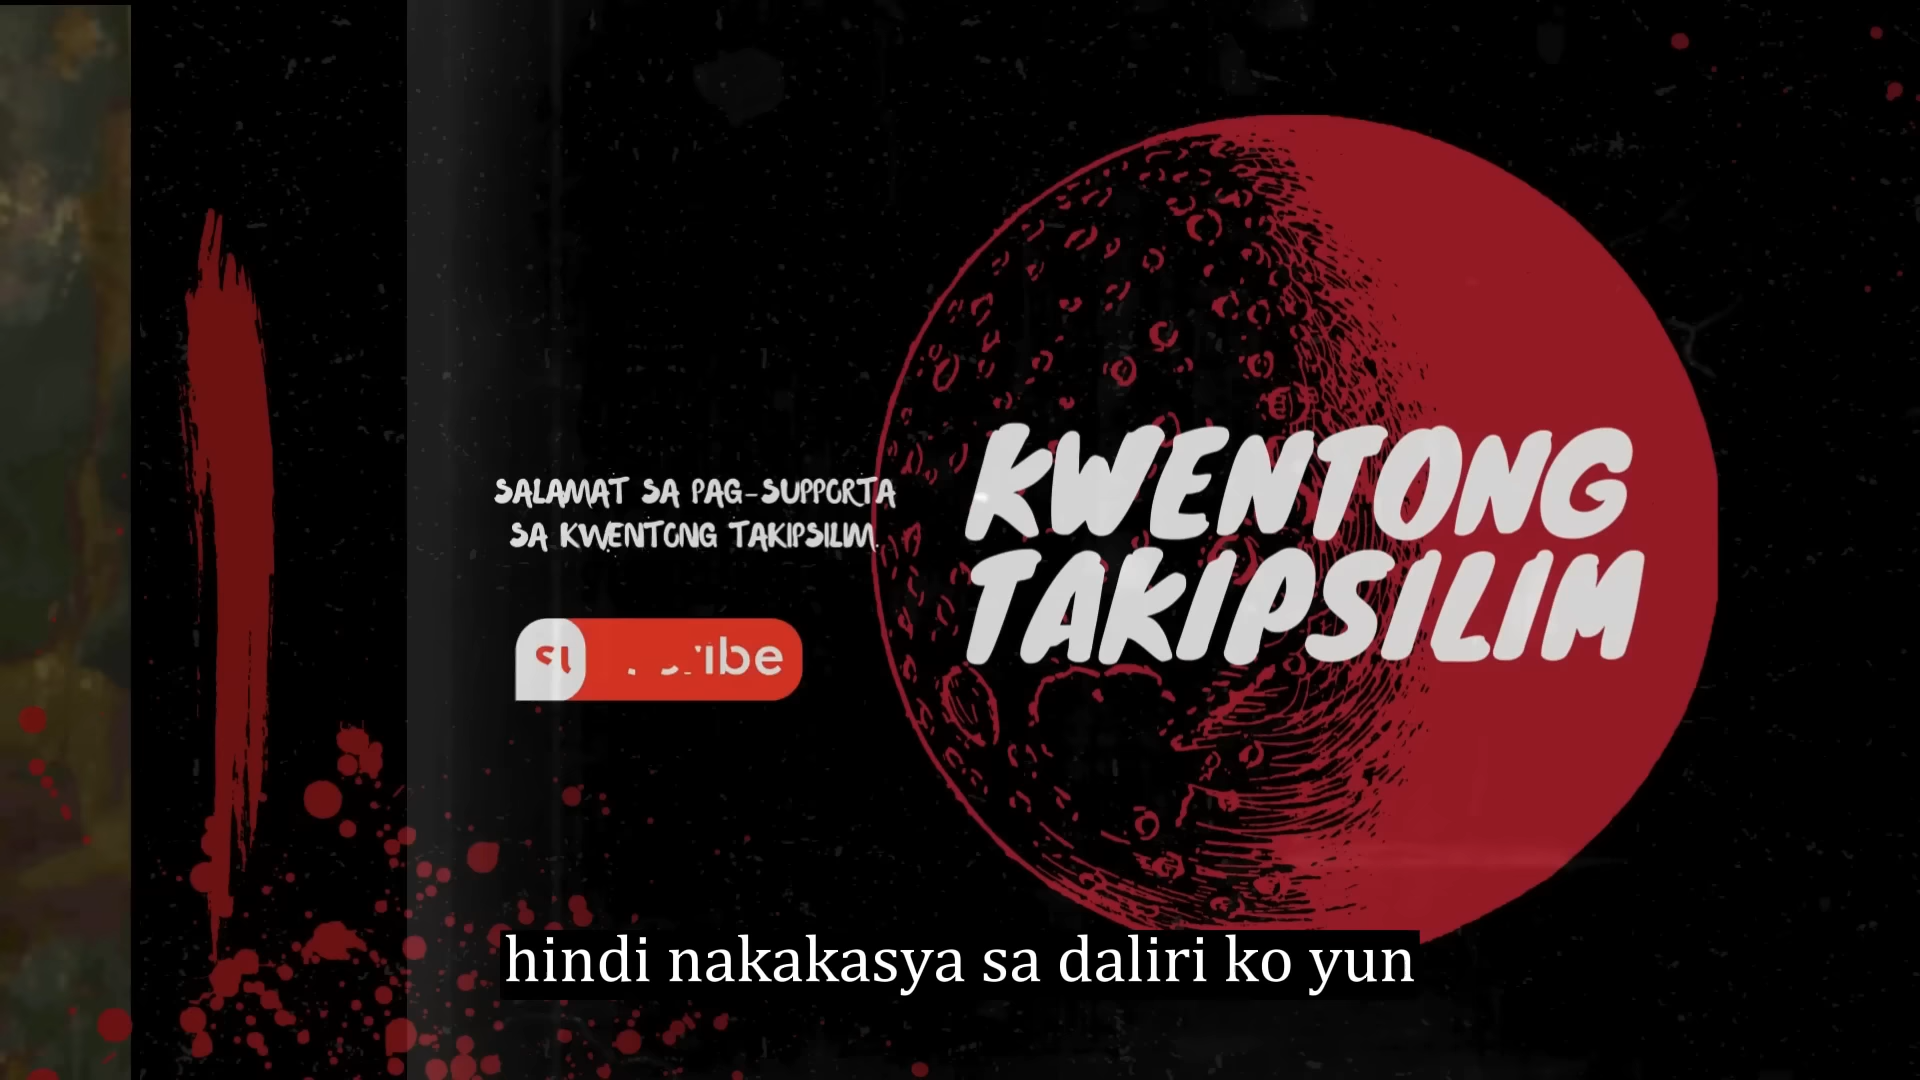 SALAMAT SA PAG-SUPPORTA
SA KWENTONG TAKIPSILIM.
KWENTONG
TAKIPSILIM
hindi nakakasya sa daliri ko yun